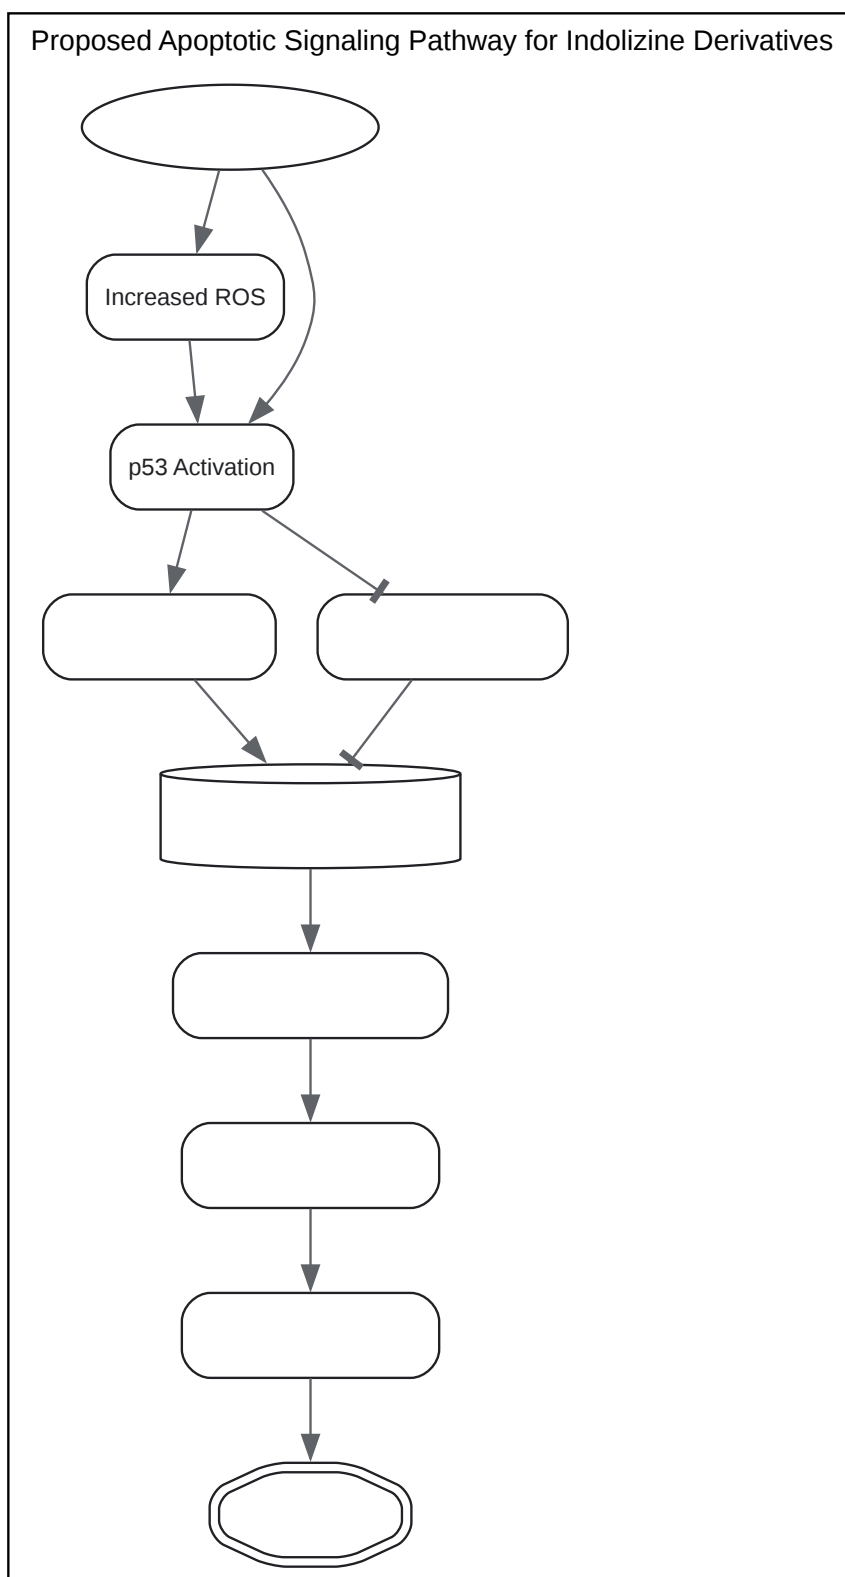 Proposed Apoptotic Signaling Pathway for Indolizine Derivatives
Increased ROS
p53 Activation